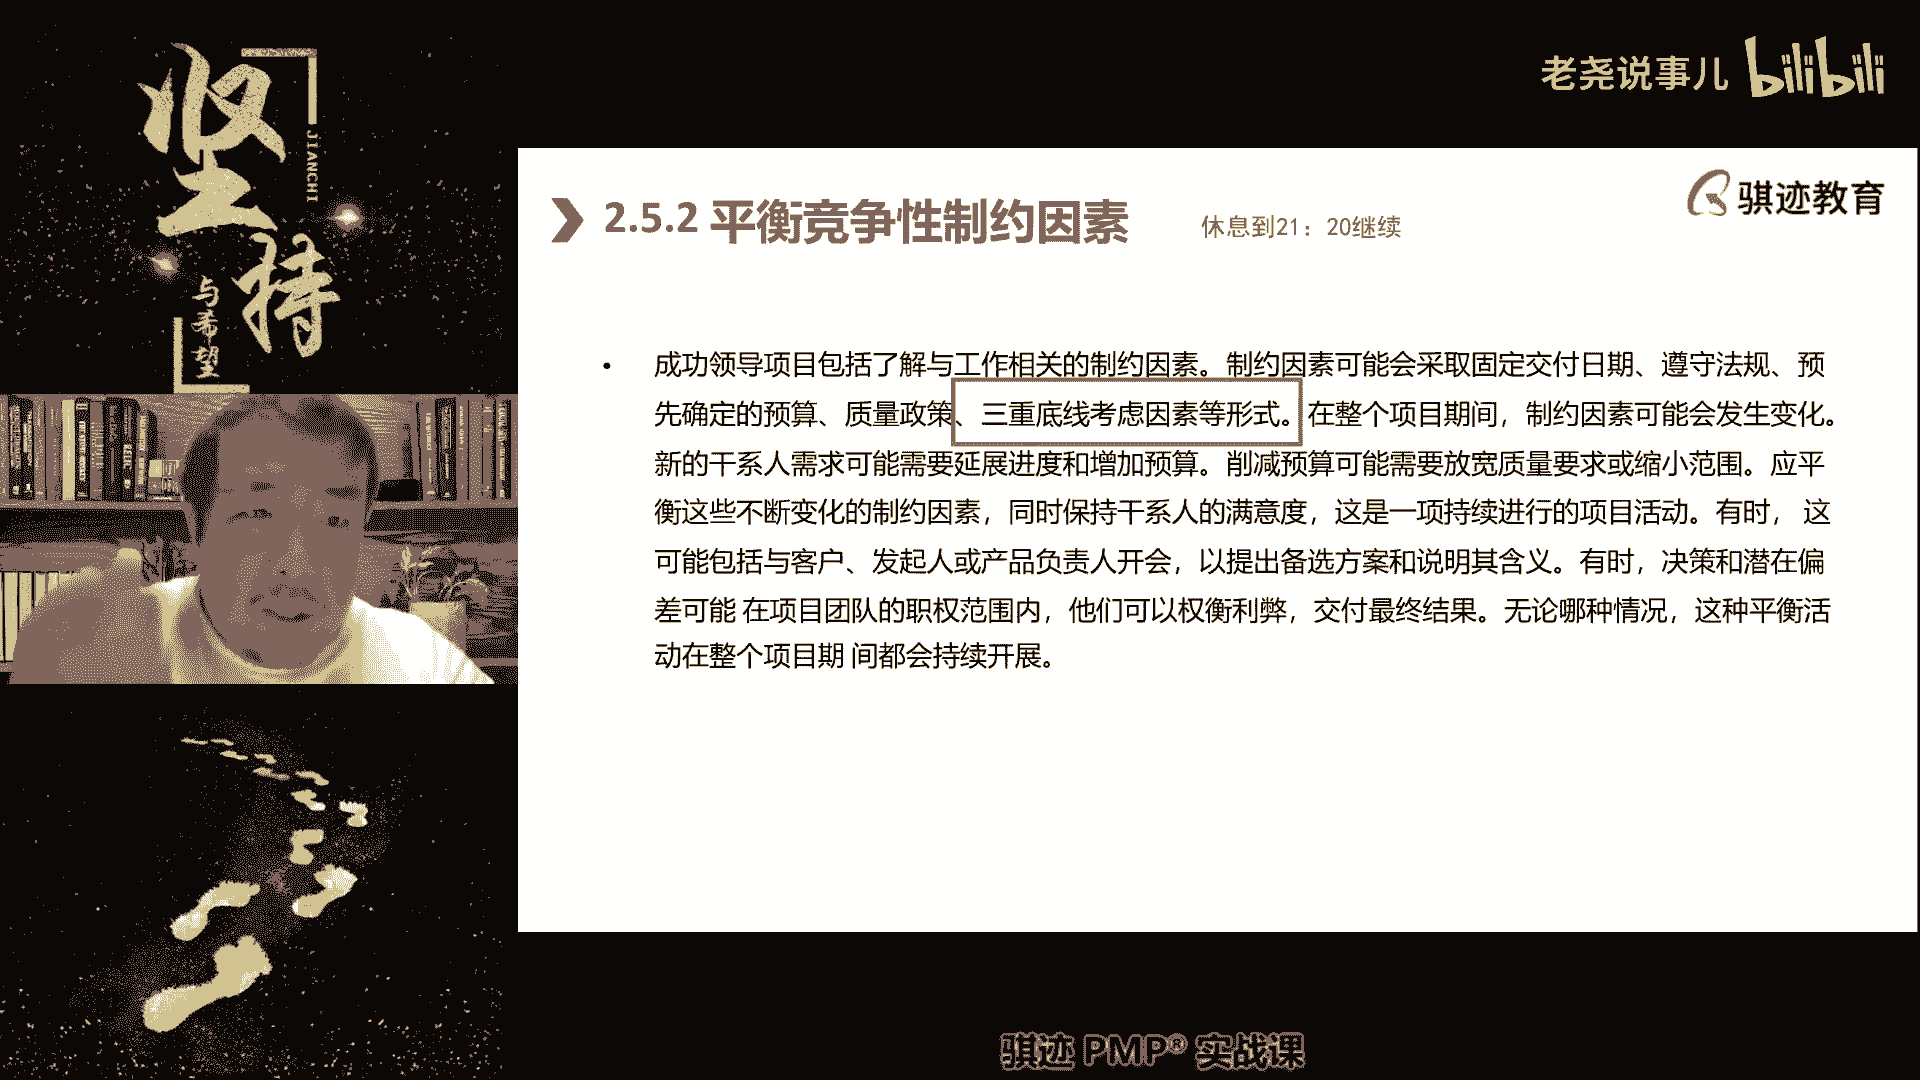 坚持
JIANCHI
与希望
老尧说事儿 bilibili
骐迹教育
2.5.2 平衡竞争性制约因素
休息到21：20继续
• 成功领导项目包括了解与工作相关的制约因素。制约因素可能会采取固定交付日期、遵守法规、预
先确定的预算、质量政策、三重底线考虑因素等形式。在整个项目期间，制约因素可能会发生变化。
新的干系人需求可能需要延展进度和增加预算。削减预算可能需要放宽质量要求或缩小范围。应平
衡这些不断变化的制约因素，同时保持干系人的满意度，这是一项持续进行的项目活动。有时， 这
可能包括与客户、发起人或产品负责人开会，以提出备选方案和说明其含义。有时，决策和潜在偏
差可能 在项目团队的职权范围内，他们可以权衡利弊，交付最终结果。无论哪种情况，这种平衡活
动在整个项目期 间都会持续开展。
骐迹 PMP® 实战课